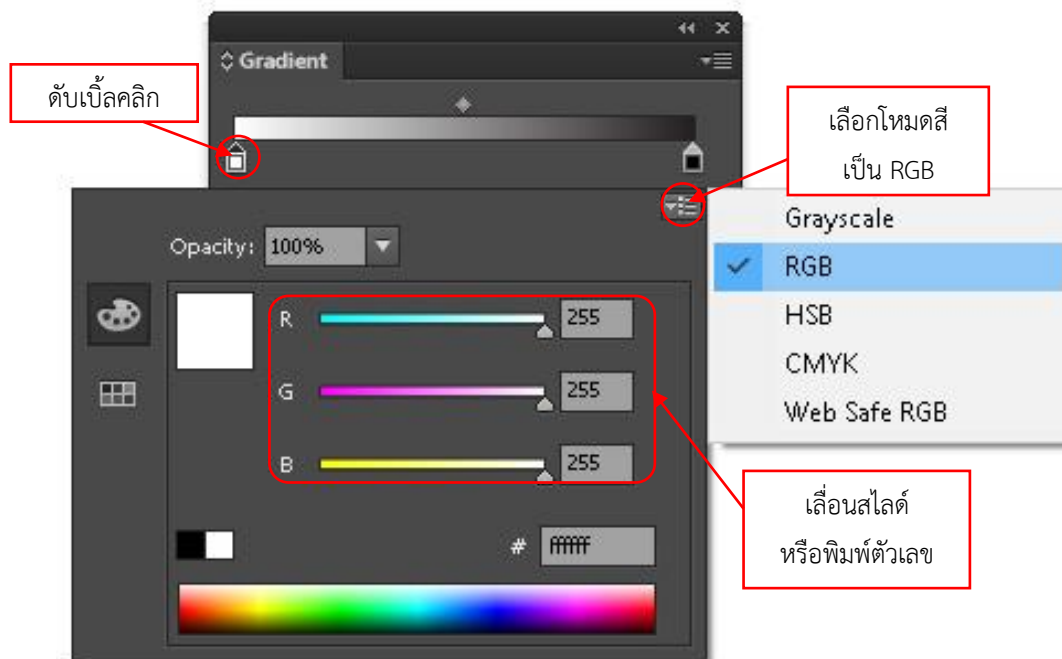 Gradient
ดับเบิ้ลคลิก
เลือกโหมดสี
เป็น RGB
Opacity: 100%
Grayscale
RGB
HSB
CMYK
Web Safe RGB
R 255
G 255
B 255
# ffffff
เลื่อนสไลด์
หรือพิมพ์ตัวเลข